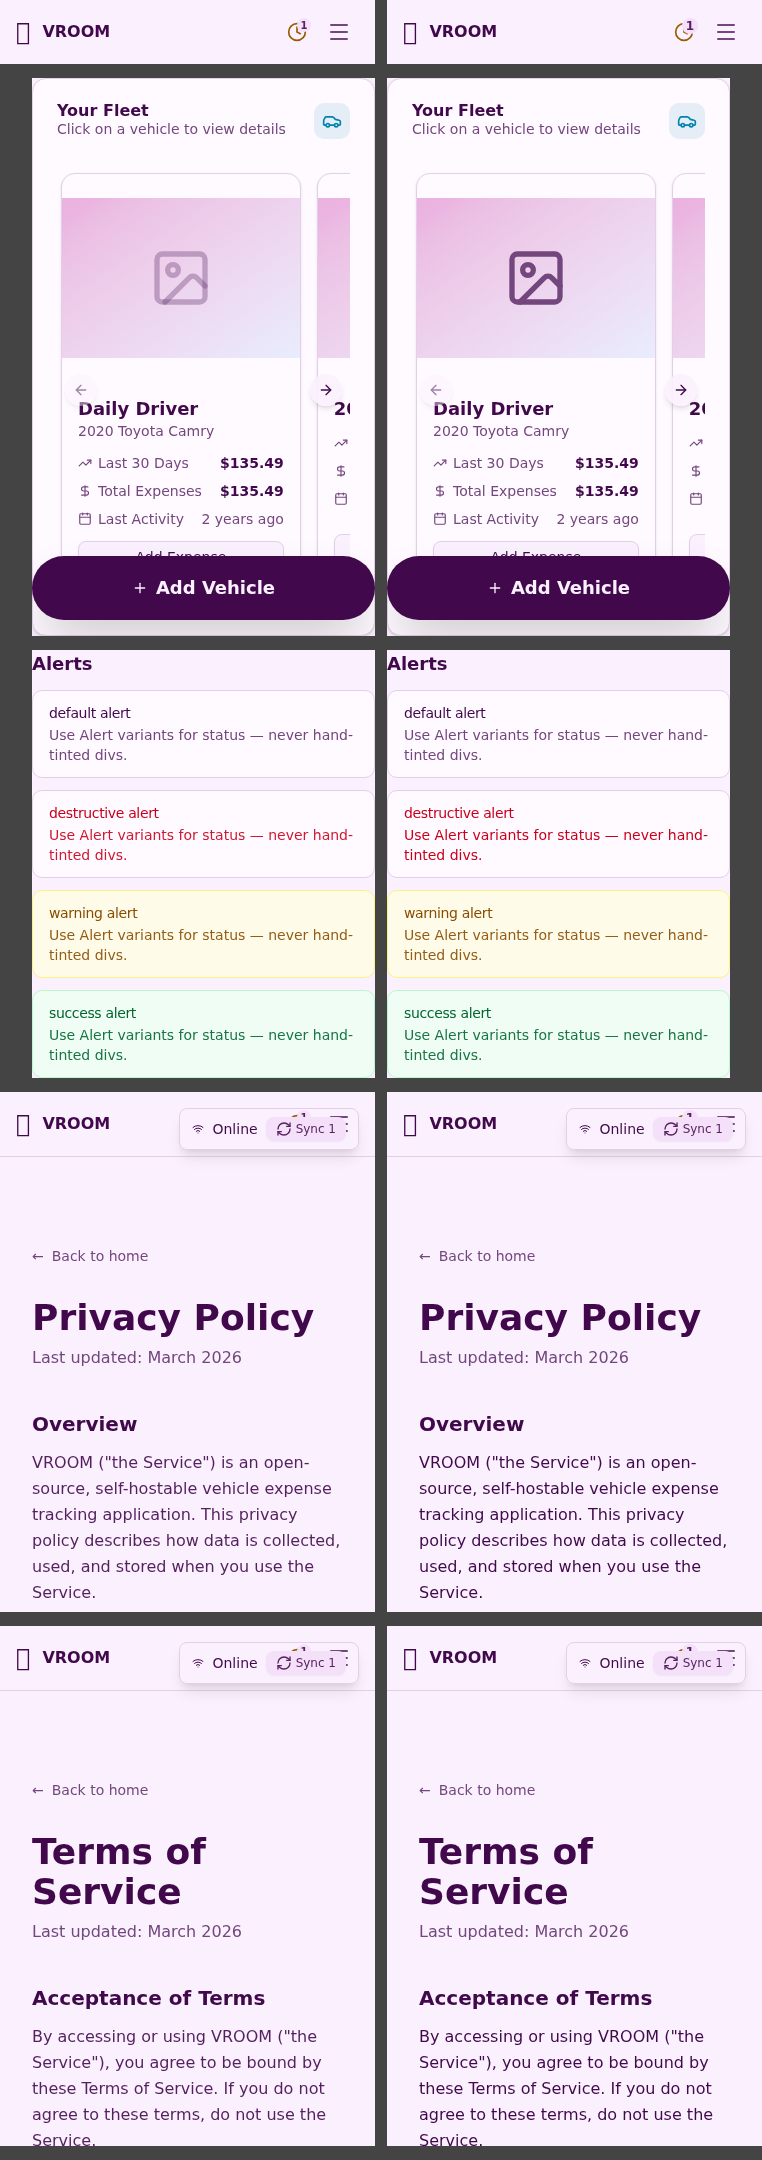 VROOM 1
VROOM 1
Your Fleet
Click on a vehicle to view details
Daily Driver
2020 Toyota Camry
Last 30 Days $135.49
Total Expenses $135.49
Last Activity 2 years ago
Add Expense
+ Add Vehicle
Your Fleet
Click on a vehicle to view details
Daily Driver
2020 Toyota Camry
Last 30 Days $135.49
Total Expenses $135.49
Last Activity 2 years ago
Add Expense
+ Add Vehicle
Alerts
default alert
Use Alert variants for status — never hand-
tinted divs.
destructive alert
Use Alert variants for status — never hand-
tinted divs.
warning alert
Use Alert variants for status — never hand-
tinted divs.
success alert
Use Alert variants for status — never hand-
tinted divs.
Alerts
default alert
Use Alert variants for status — never hand-
tinted divs.
destructive alert
Use Alert variants for status — never hand-
tinted divs.
warning alert
Use Alert variants for status — never hand-
tinted divs.
success alert
Use Alert variants for status — never hand-
tinted divs.
VROOM Online Sync 1
← Back to home
Privacy Policy
Last updated: March 2026
Overview
VROOM ("the Service") is an open-
source, self-hostable vehicle expense
tracking application. This privacy
policy describes how data is collected,
used, and stored when you use the
Service.
VROOM Online Sync 1
← Back to home
Privacy Policy
Last updated: March 2026
Overview
VROOM ("the Service") is an open-
source, self-hostable vehicle expense
tracking application. This privacy
policy describes how data is collected,
used, and stored when you use the
Service.
VROOM Online Sync 1
← Back to home
Terms of
Service
Last updated: March 2026
Acceptance of Terms
By accessing or using VROOM ("the
Service"), you agree to be bound by
these Terms of Service. If you do not
agree to these terms, do not use the
Service.
VROOM Online Sync 1
← Back to home
Terms of
Service
Last updated: March 2026
Acceptance of Terms
By accessing or using VROOM ("the
Service"), you agree to be bound by
these Terms of Service. If you do not
agree to these terms, do not use the
Service.